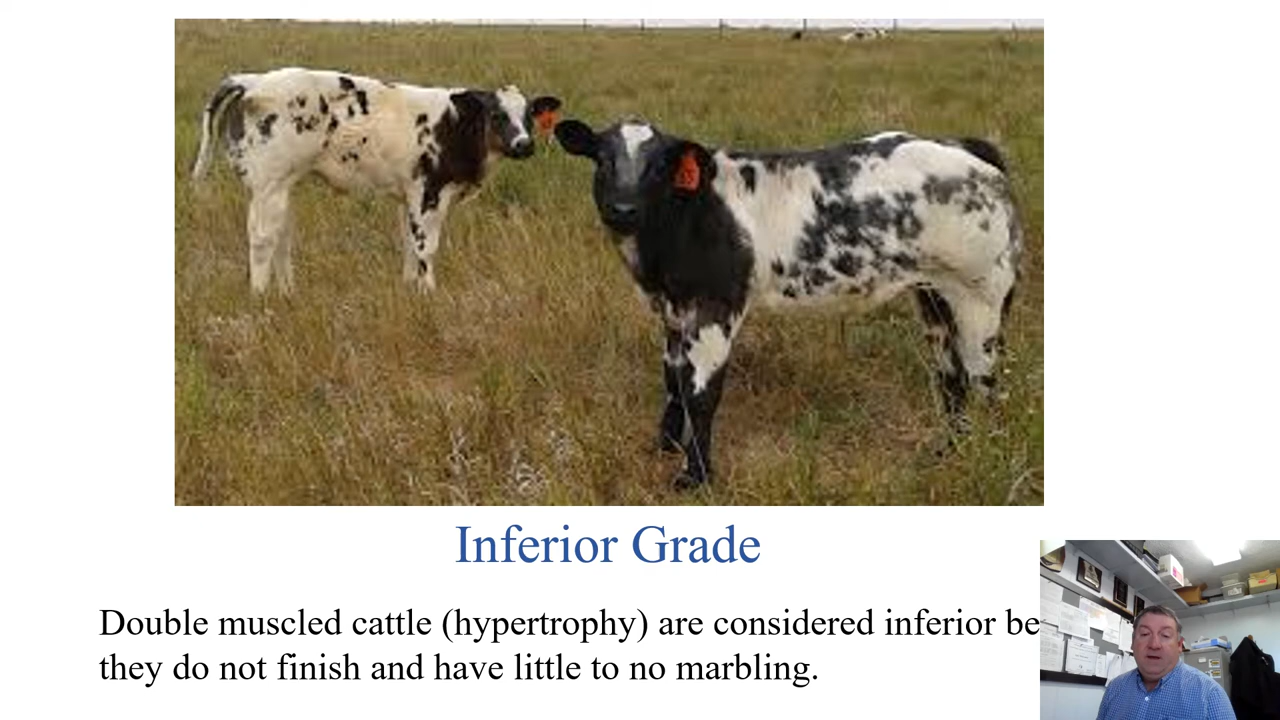 Inferior Grade
Double muscled cattle (hypertrophy) are considered inferior be
they do not finish and have little to no marbling.